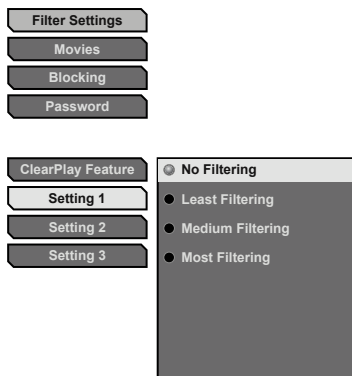 Filter Settings
Movies
Blocking
Password
ClearPlay Feature
Setting 1
Setting 2
Setting 3
No Filtering
Least Filtering
Medium Filtering
Most Filtering